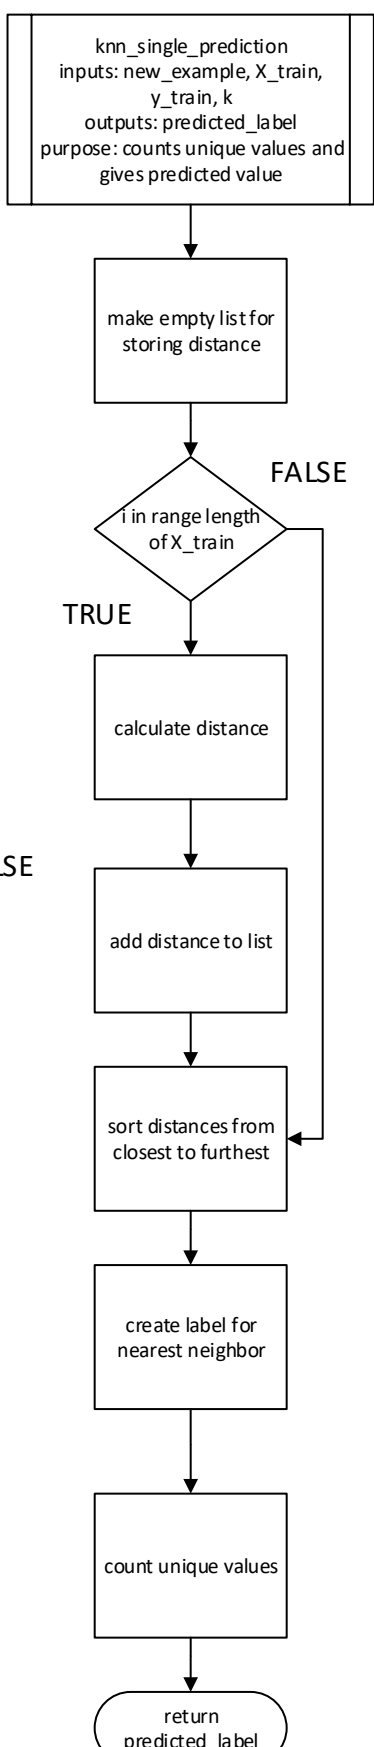 knn_single_prediction
inputs: new_example, X_train,
y_train, k
outputs: predicted_label
purpose: counts unique values and
gives predicted value
make empty list for
storing distance
FALSE
i in range length
of X_train
TRUE
calculate distance
LSE
add distance to list
sort distances from
closest to furthest
create label for
nearest neighbor
count unique values
return
predicted_label